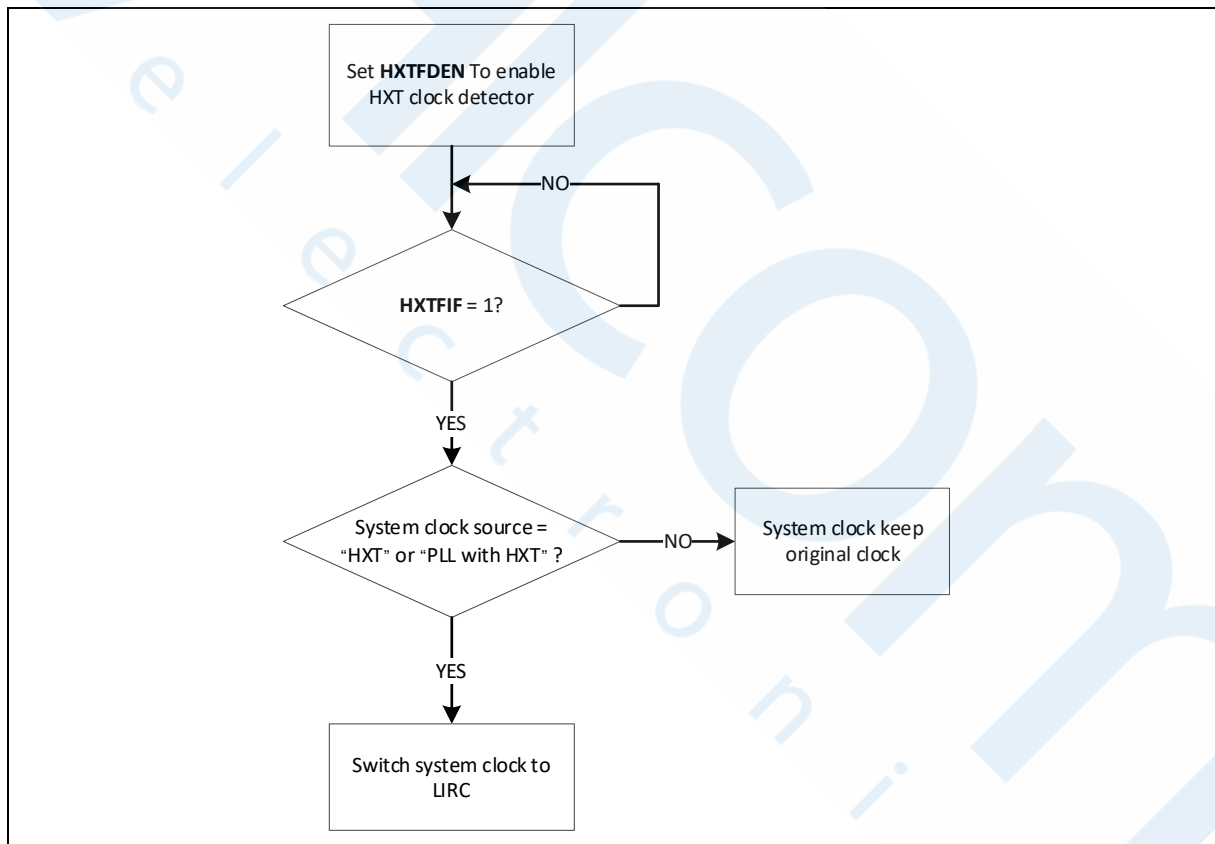 Set HXTFDEN To enable
HXT clock detector
NO
HXTFIF = 1?
YES
System clock source =
“HXT” or “PLL with HXT” ?
NO
System clock keep
original clock
YES
Switch system clock to
LIRC